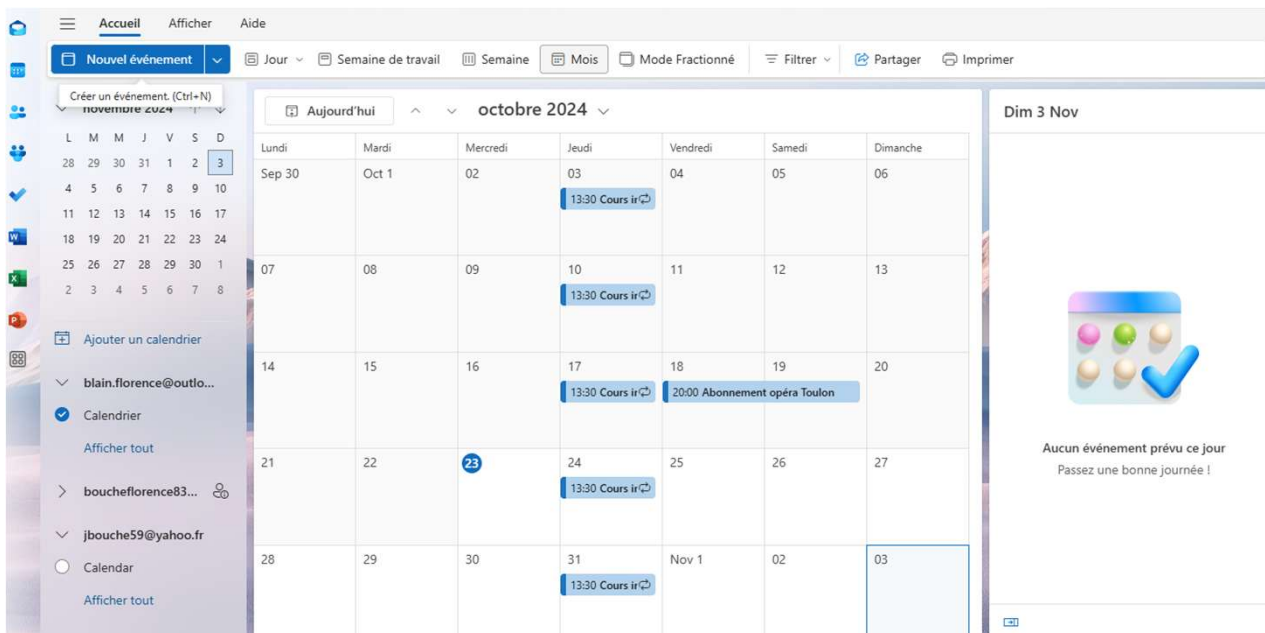 Accueil Afficher Aide
Nouvel événement Jour Semaine de travail Semaine Mois Mode Fractionné Filtrer Partager Imprimer
Créer un événement. (Ctrl+N)
novembre 2024
L M M J V S D
28 29 30 31 1 2 3
4 5 6 7 8 9 10
11 12 13 14 15 16 17
18 19 20 21 22 23 24
25 26 27 28 29 30 1
2 3 4 5 6 7 8
Ajouter un calendrier
blain.florence@outlo...
Calendrier
Afficher tout
boucheflorence83...
jbouche59@yahoo.fr
Calendar
Afficher tout
Aujourd'hui octobre 2024
Lundi Mardi Mercredi Jeudi Vendredi Samedi Dimanche
Sep 30 Oct 1 02 03 04 05 06
13:30 Cours ir
07 08 09 10 11 12 13
13:30 Cours ir
14 15 16 17 18 19 20
13:30 Cours ir 20:00 Abonnement opéra Toulon
21 22 23 24 25 26 27
13:30 Cours ir
28 29 30 31 Nov 1 02 03
13:30 Cours ir
Dim 3 Nov
Aucun événement prévu ce jour
Passez une bonne journée !
W
X
P